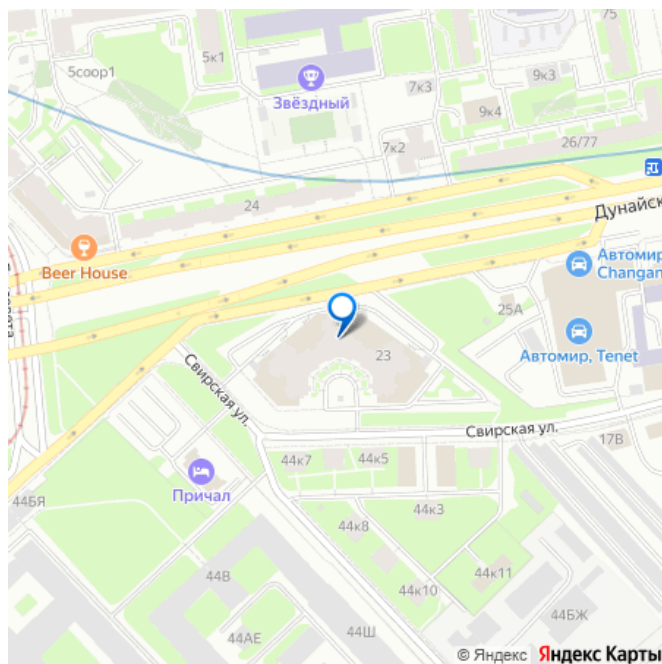 75
5к1
5соор1
7к3
9к3
Звёздный
9к4
26/77
7к2
24
Дунайск
Beer House
Автомир
Changan
25А
Автомир, Tenet
23
Свирская ул.
Свирская ул.
17В
44к7
44к5
Причал
44БЯ
44к3
44к8
44В
44к11
44к10
44БЖ
44АЕ
44Ш
© Яндекс Яндекс Карты